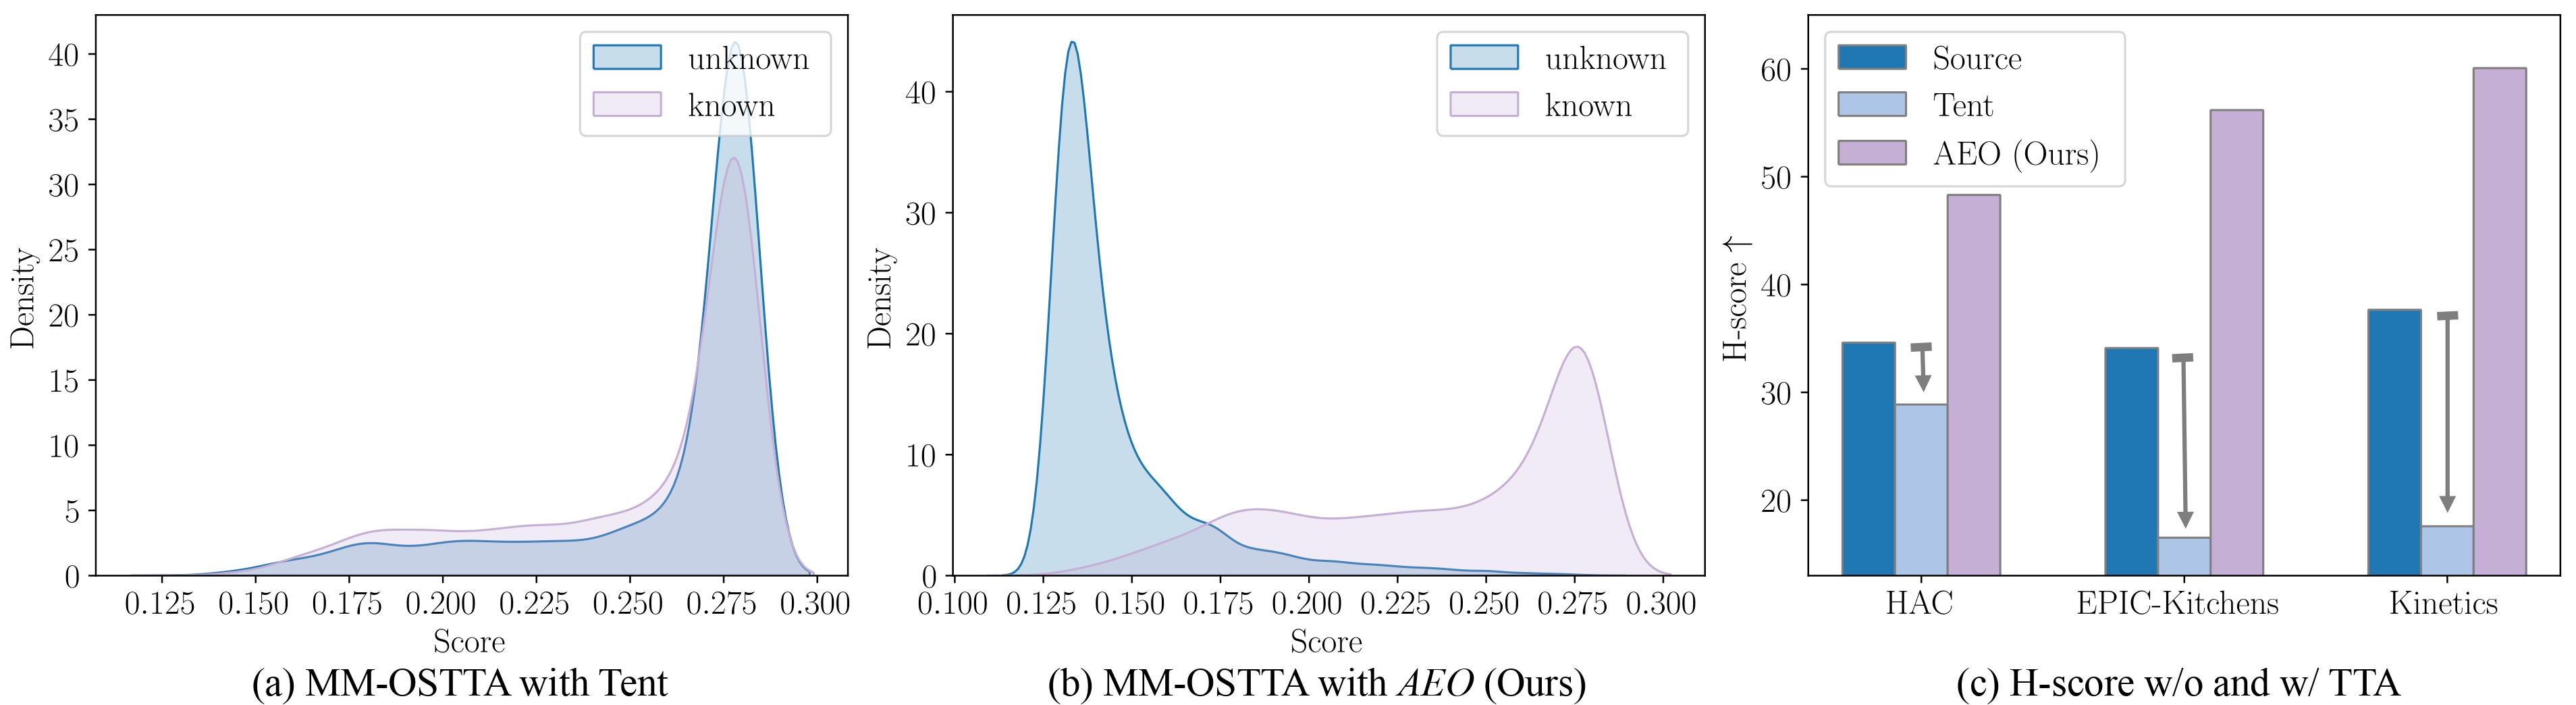 Density
40
35
30
25
20
15
10
5
0
0.125 0.150 0.175 0.200 0.225 0.250 0.275 0.300
Score
unknown
known
(a) MM-OSTTA with Tent
Density
40
30
20
10
0
0.100 0.125 0.150 0.175 0.200 0.225 0.250 0.275 0.300
Score
unknown
known
(b) MM-OSTTA with AEO (Ours)
H-score ↑
60
50
40
30
20
Source
Tent
AEO (Ours)
HAC EPIC-Kitchens Kinetics
(c) H-score w/o and w/ TTA